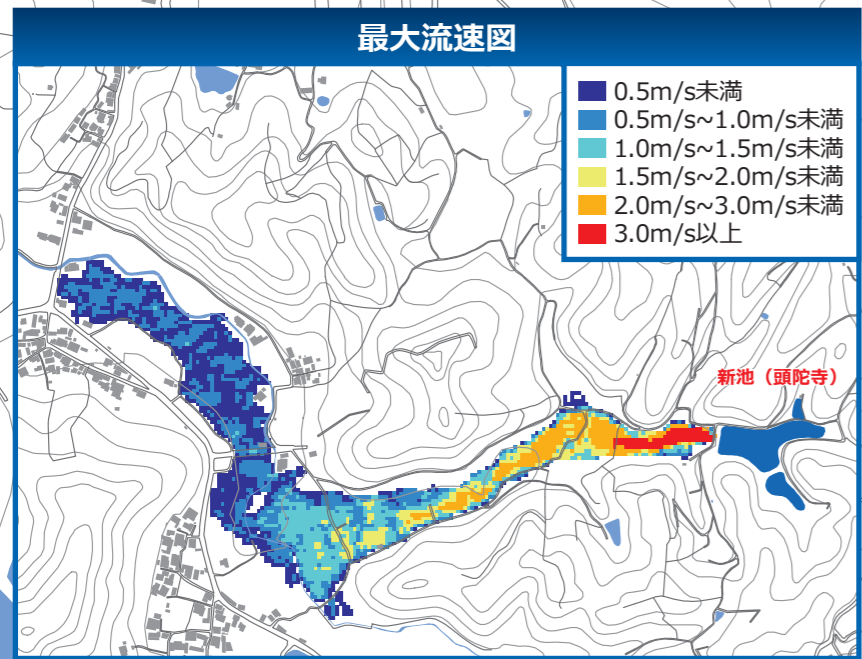 最大流速図
0.5m/s未満
0.5m/s~1.0m/s未満
1.0m/s~1.5m/s未満
1.5m/s~2.0m/s未満
2.0m/s~3.0m/s未満
3.0m/s以上
新池（頭陀寺）